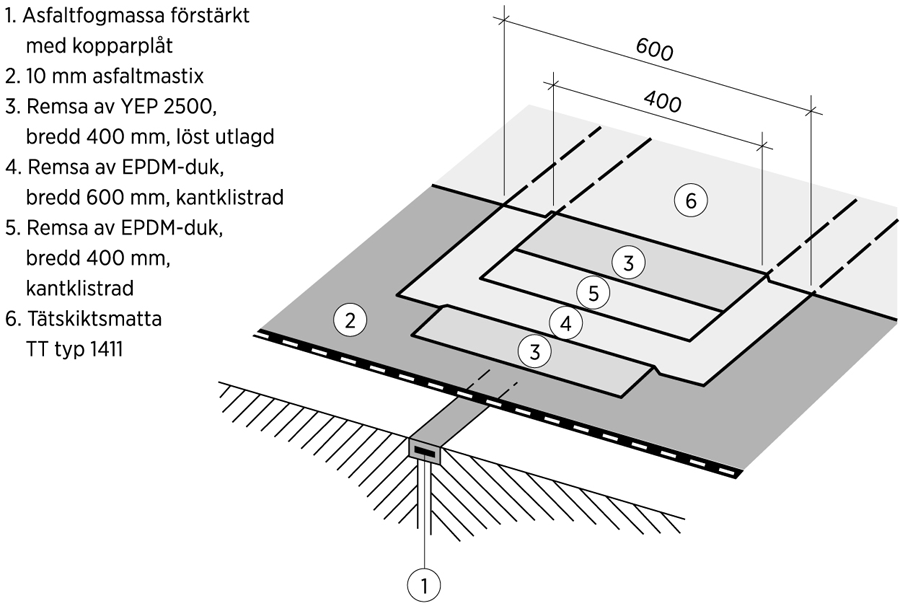 1. Asfaltfogmassa förstärkt
med kopparplåt
2. 10 mm asfaltmastix
3. Remsa av YEP 2500,
bredd 400 mm, löst utlagd
4. Remsa av EPDM-duk,
bredd 600 mm, kantklistrad
5. Remsa av EPDM-duk,
bredd 400 mm,
kantklistrad
6. Tätskiktsmatta
TT typ 1411
600
400
6
3
5
4
2
3
1